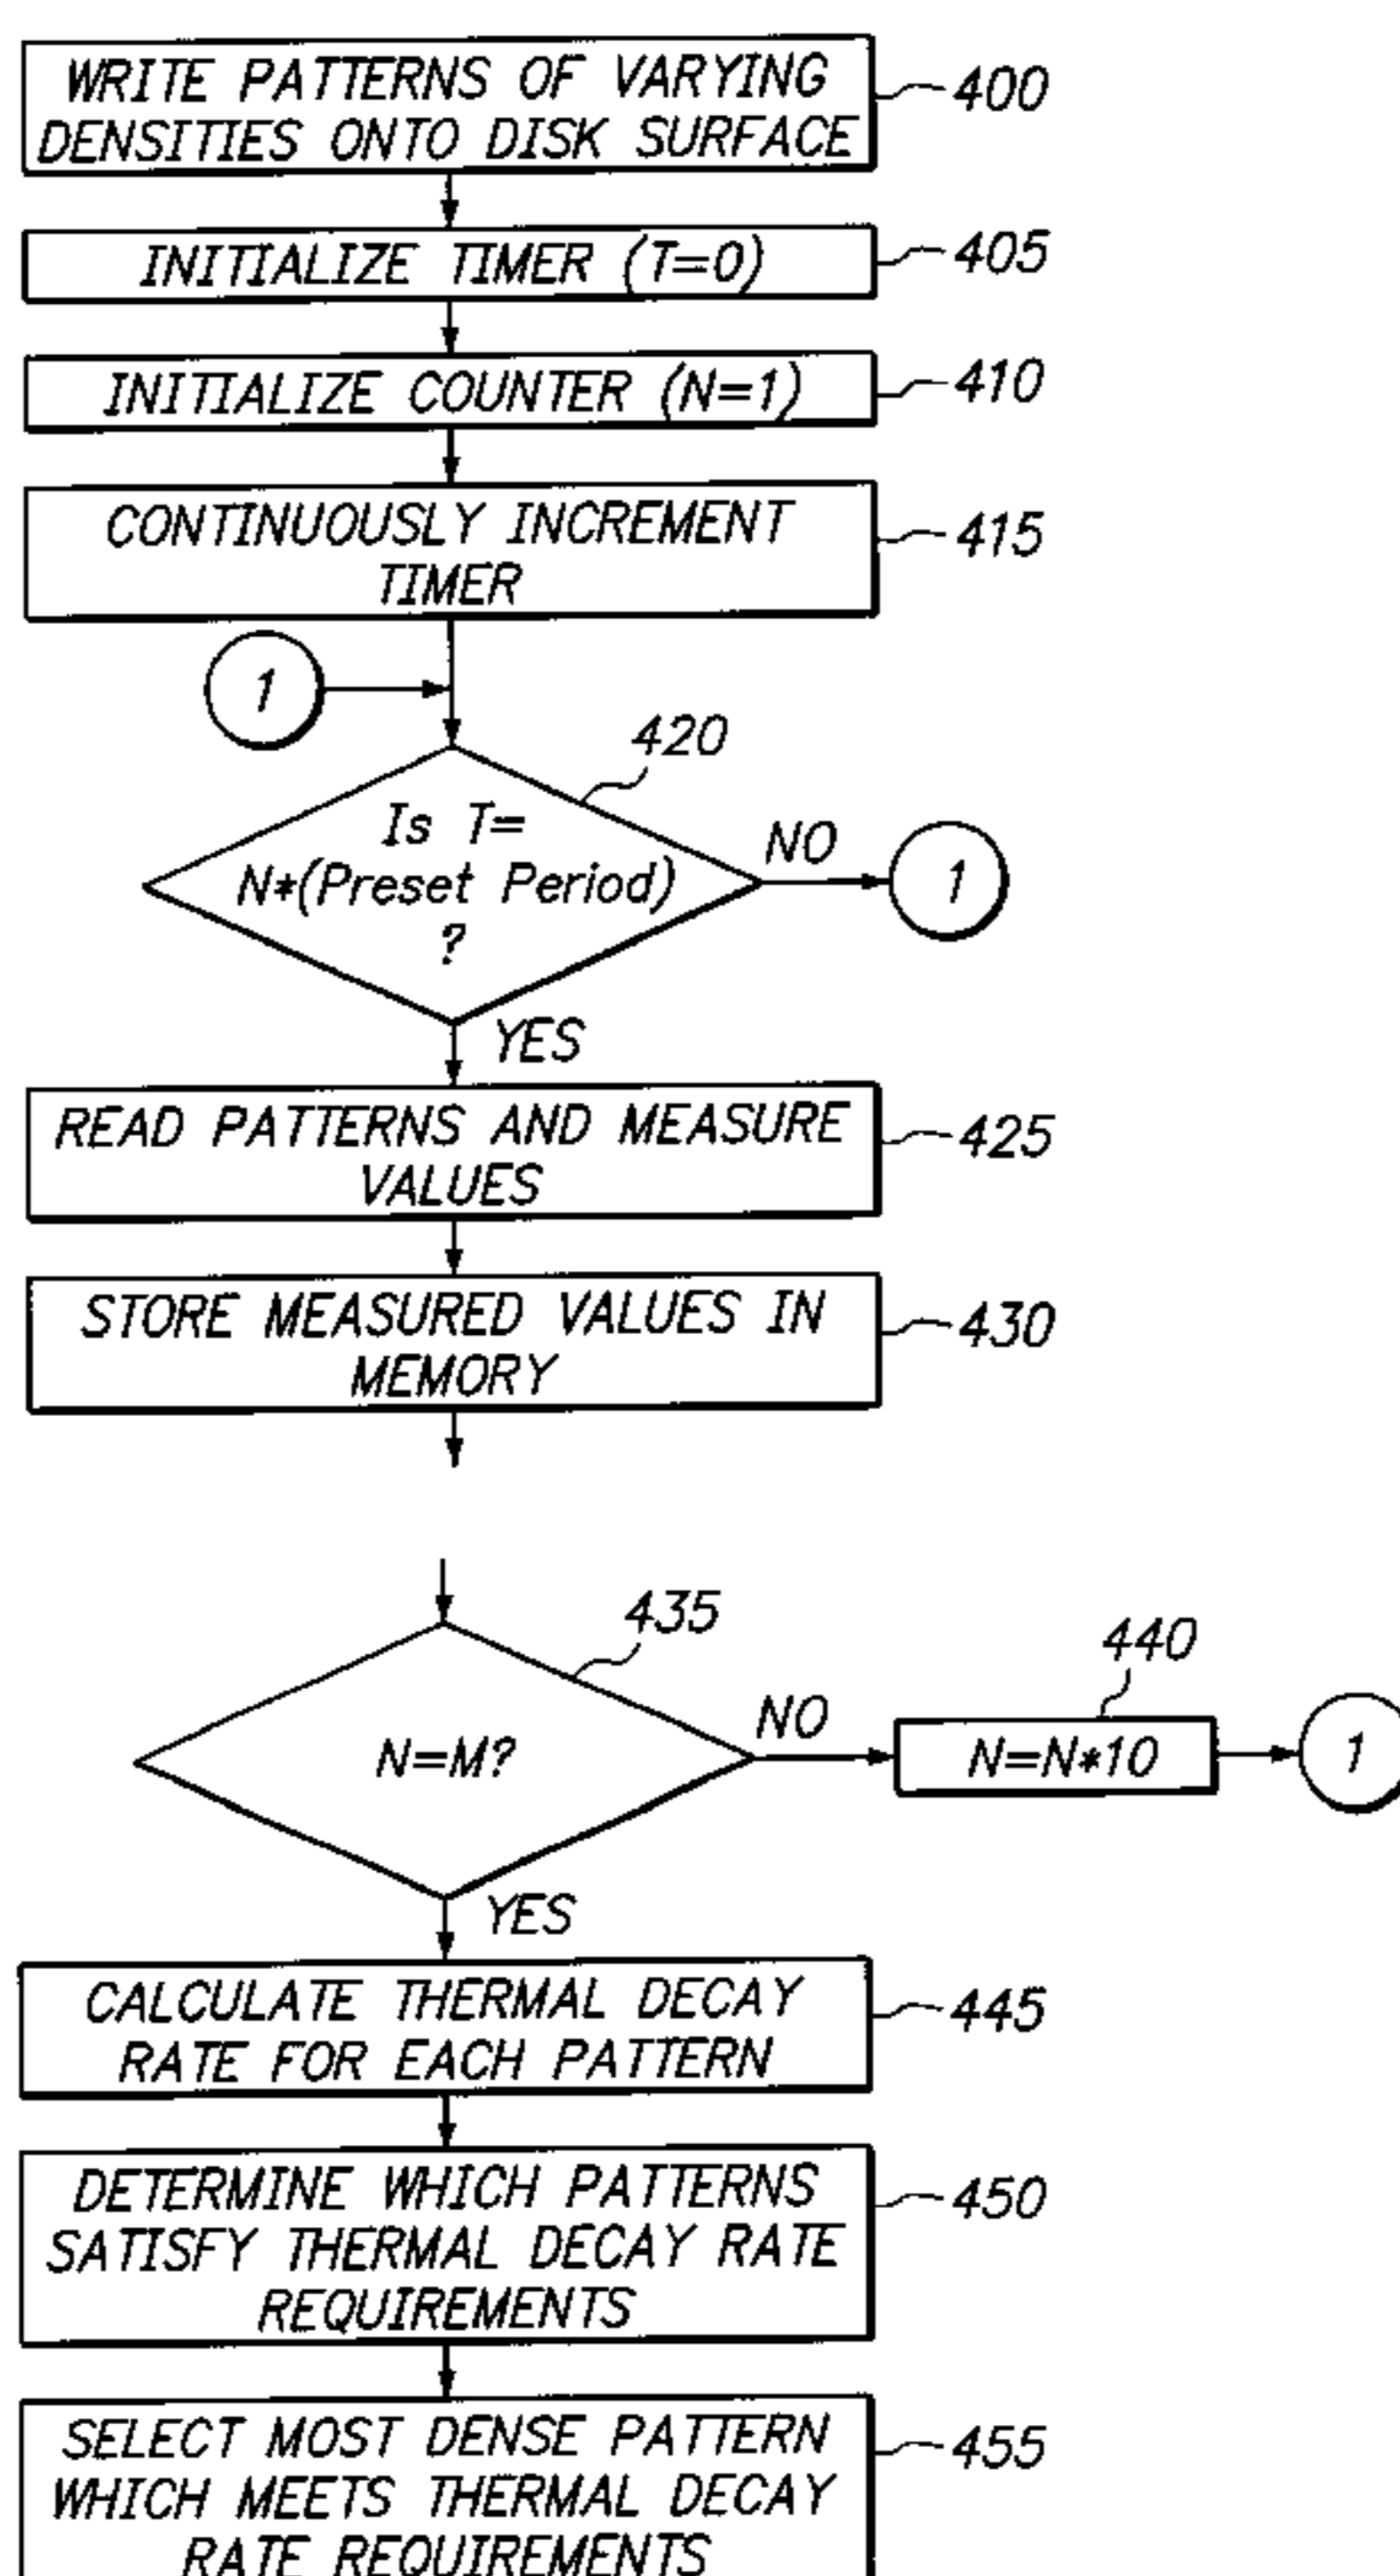 WRITE PATTERNS OF VARYING
DENSITIES ONTO DISK SURFACE
400
INITIALIZE TIMER (T=0)
405
INITIALIZE COUNTER (N=1)
410
CONTINUOUSLY INCREMENT
TIMER
415
1
420
Is T=
N*(Preset Period)
?
NO
1
YES
READ PATTERNS AND MEASURE
VALUES
425
STORE MEASURED VALUES IN
MEMORY
430
435
N=M?
NO
440
N=N*10
1
YES
CALCULATE THERMAL DECAY
RATE FOR EACH PATTERN
445
DETERMINE WHICH PATTERNS
SATISFY THERMAL DECAY RATE
REQUIREMENTS
450
SELECT MOST DENSE PATTERN
WHICH MEETS THERMAL DECAY
RATE REQUIREMENTS
455